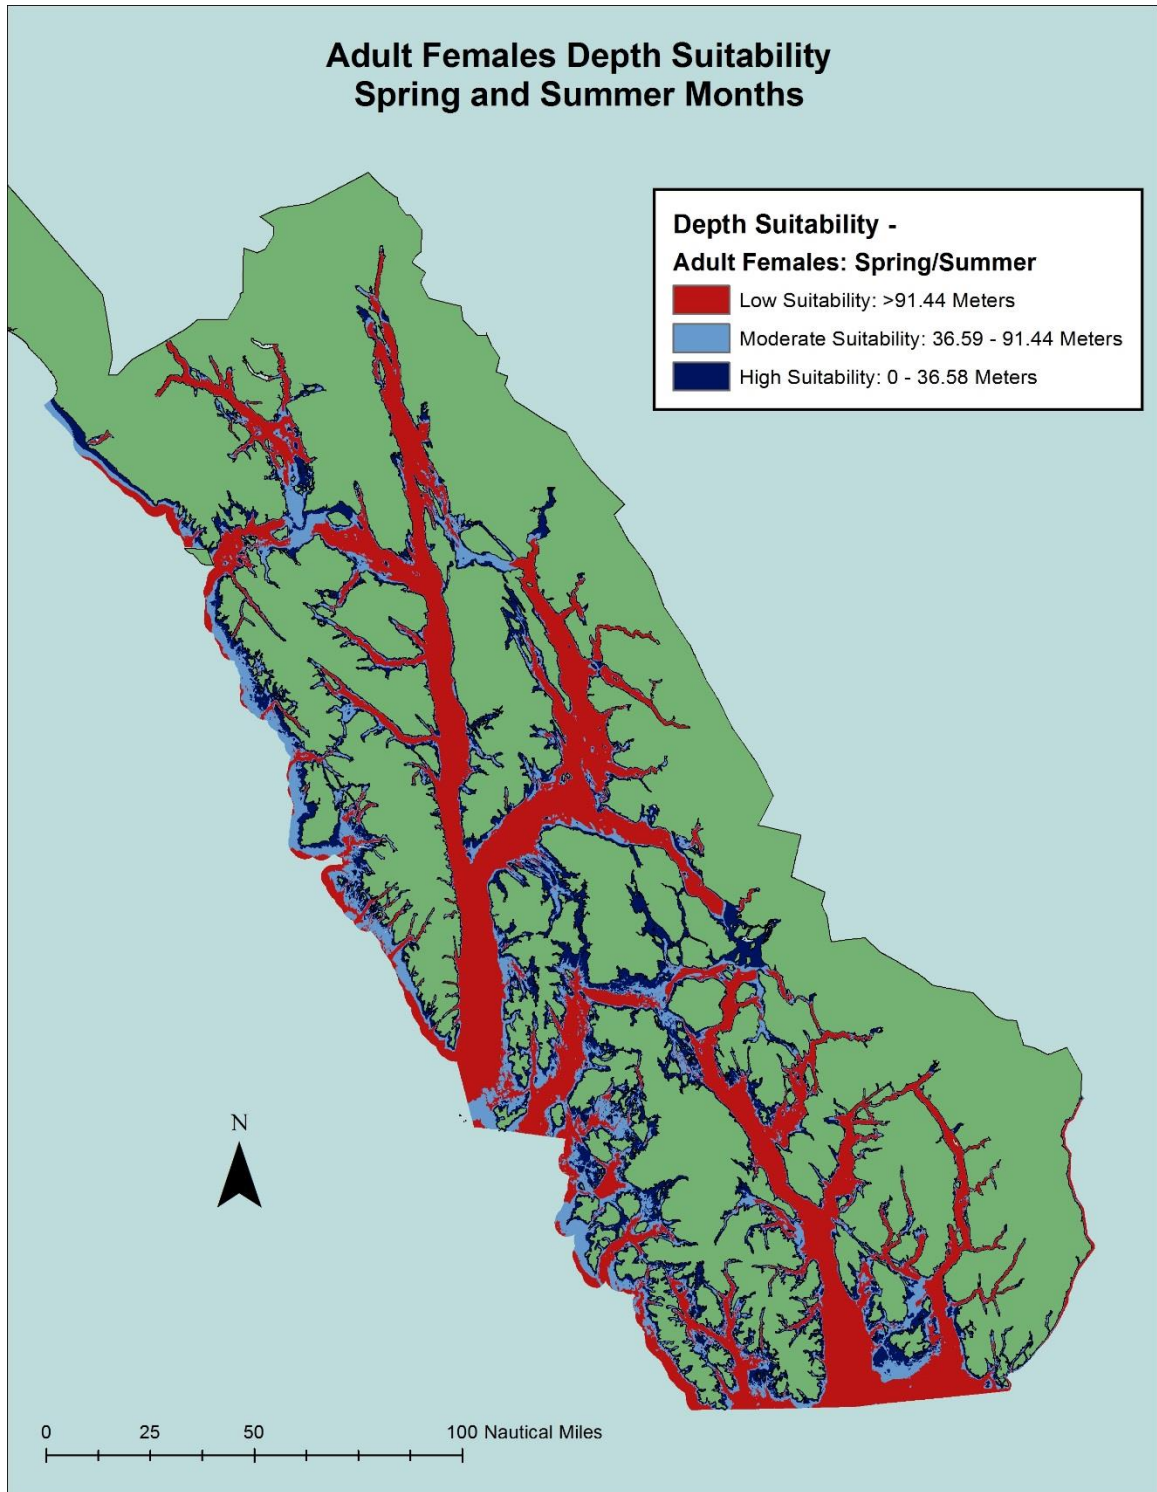 Adult Females Depth Suitability
Spring and Summer Months
Depth Suitability -
Adult Females: Spring/Summer
Low Suitability: >91.44 Meters
Moderate Suitability: 36.59 - 91.44 Meters
High Suitability: 0 - 36.58 Meters
N
0 25 50 100 Nautical Miles